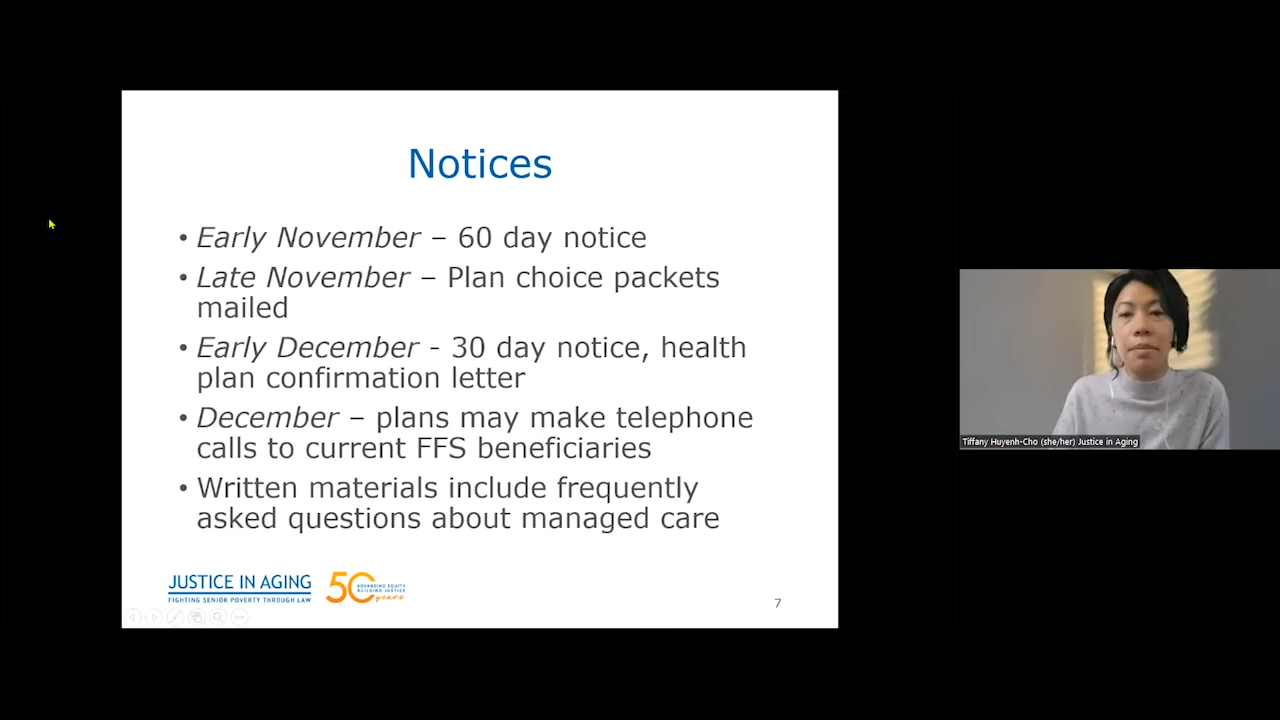 Notices
• Early November – 60 day notice
• Late November – Plan choice packets
mailed
• Early December - 30 day notice, health
plan confirmation letter
• December – plans may make telephone
calls to current FFS beneficiaries
• Written materials include frequently
asked questions about managed care
JUSTICE IN AGING
FIGHTING SENIOR POVERTY THROUGH LAW
50
ADVANCING EQUITY
BUILDING JUSTICE
years
7
Tiffany Huyenh-Cho (she/her) Justice in Aging